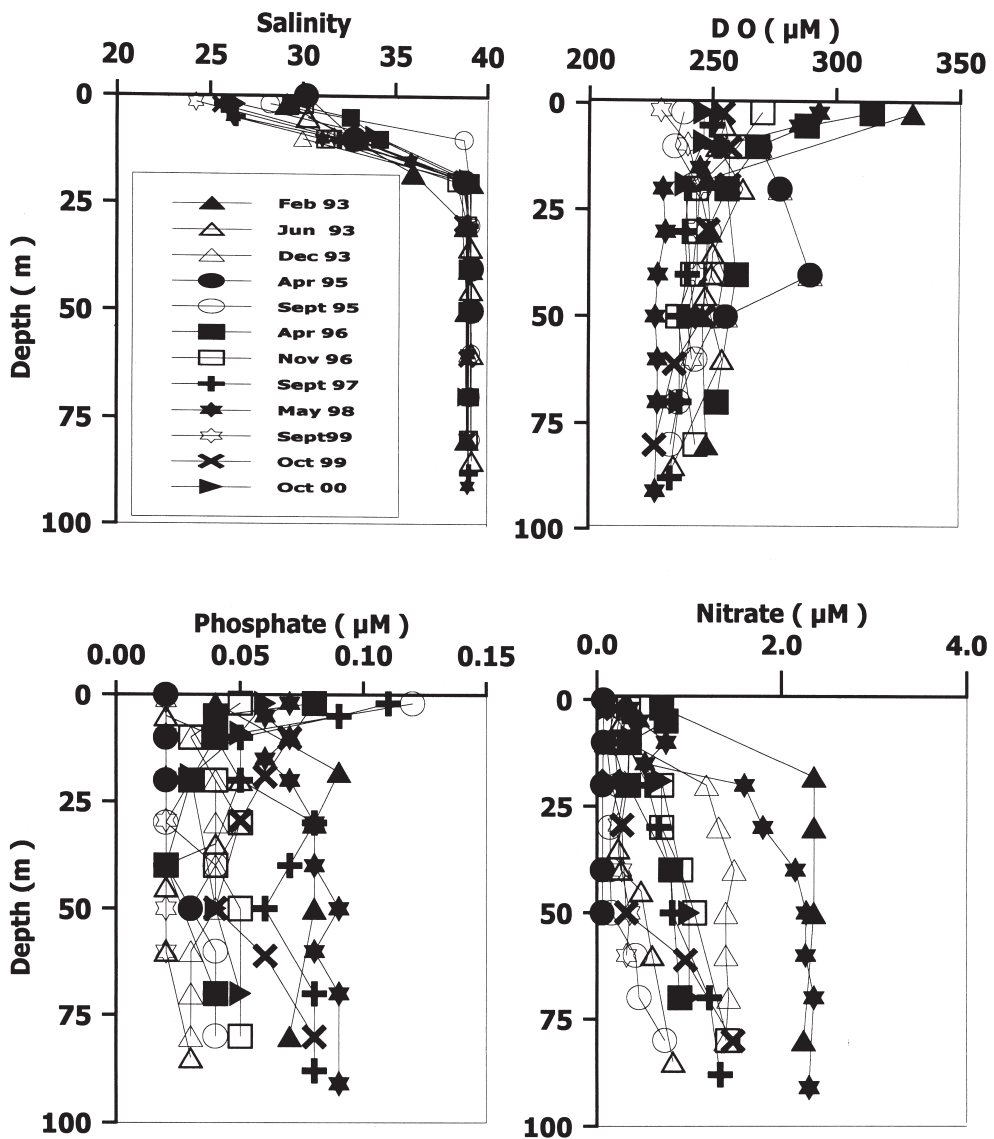 Salinity
20 25 30 35 40
0
25
50
75
100
Depth ( m )
Feb 93
Jun 93
Dec 93
Apr 95
Sept 95
Apr 96
Nov 96
Sept 97
May 98
Sept99
Oct 99
Oct 00
D O ( µM )
200 250 300 350
0
25
50
75
100
Phosphate ( µM )
0.00 0.05 0.10 0.15
0
25
50
75
100
Depth (m )
Nitrate ( µM )
0.0 2.0 4.0
0
25
50
75
100